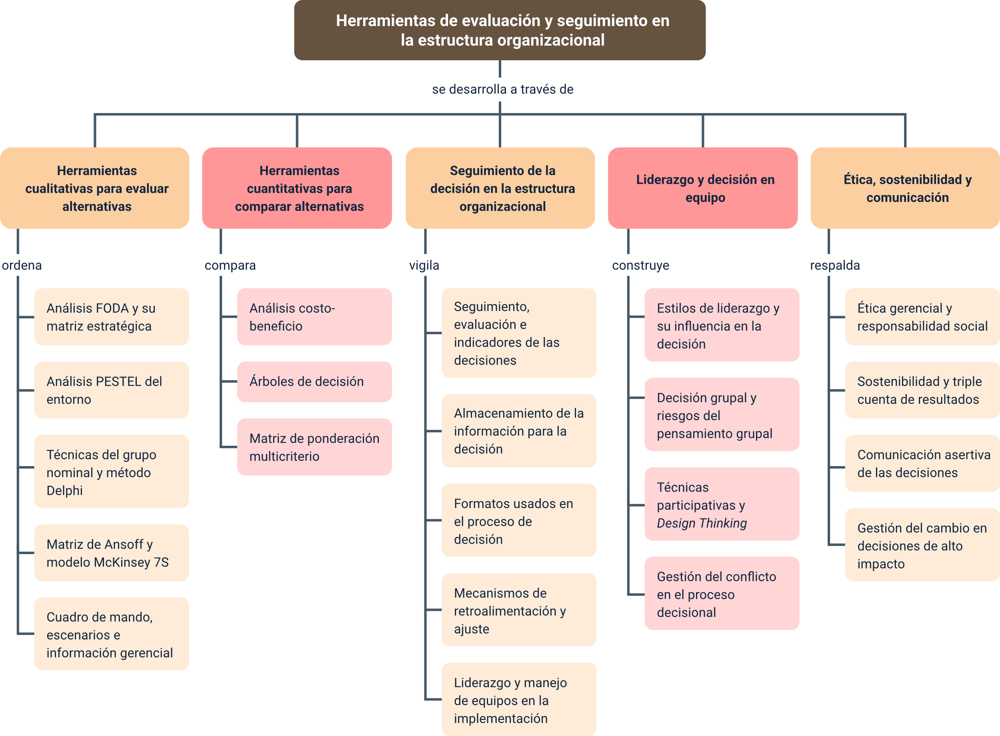 Herramientas de evaluación y seguimiento en
la estructura organizacional
se desarrolla a través de
Herramientas
cualitativas para evaluar
alternativas
ordena
Análisis FODA y su
matriz estratégica
Análisis PESTEL del
entorno
Técnicas del grupo
nominal y método
Delphi
Matriz de Ansoff y
modelo McKinsey 7S
Cuadro de mando,
escenarios e
información gerencial
Herramientas
cuantitativas para
comparar alternativas
compara
Análisis costo-
beneficio
Árboles de decisión
Matriz de ponderación
multicriterio
Seguimiento de la
decisión en la estructura
organizacional
vigila
Seguimiento,
evaluación e
indicadores de las
decisiones
Almacenamiento de la
información para la
decisión
Formatos usados en
el proceso de
decisión
Mecanismos de
retroalimentación y
ajuste
Liderazgo y manejo
de equipos en la
implementación
Liderazgo y decisión en
equipo
construye
Estilos de liderazgo y
su influencia en la
decisión
Decisión grupal y
riesgos del
pensamiento grupal
Técnicas
participativas y
Design Thinking
Gestión del conflicto
en el proceso
decisional
Ética, sostenibilidad y
comunicación
respalda
Ética gerencial y
responsabilidad social
Sostenibilidad y triple
cuenta de resultados
Comunicación asertiva
de las decisiones
Gestión del cambio en
decisiones de alto
impacto